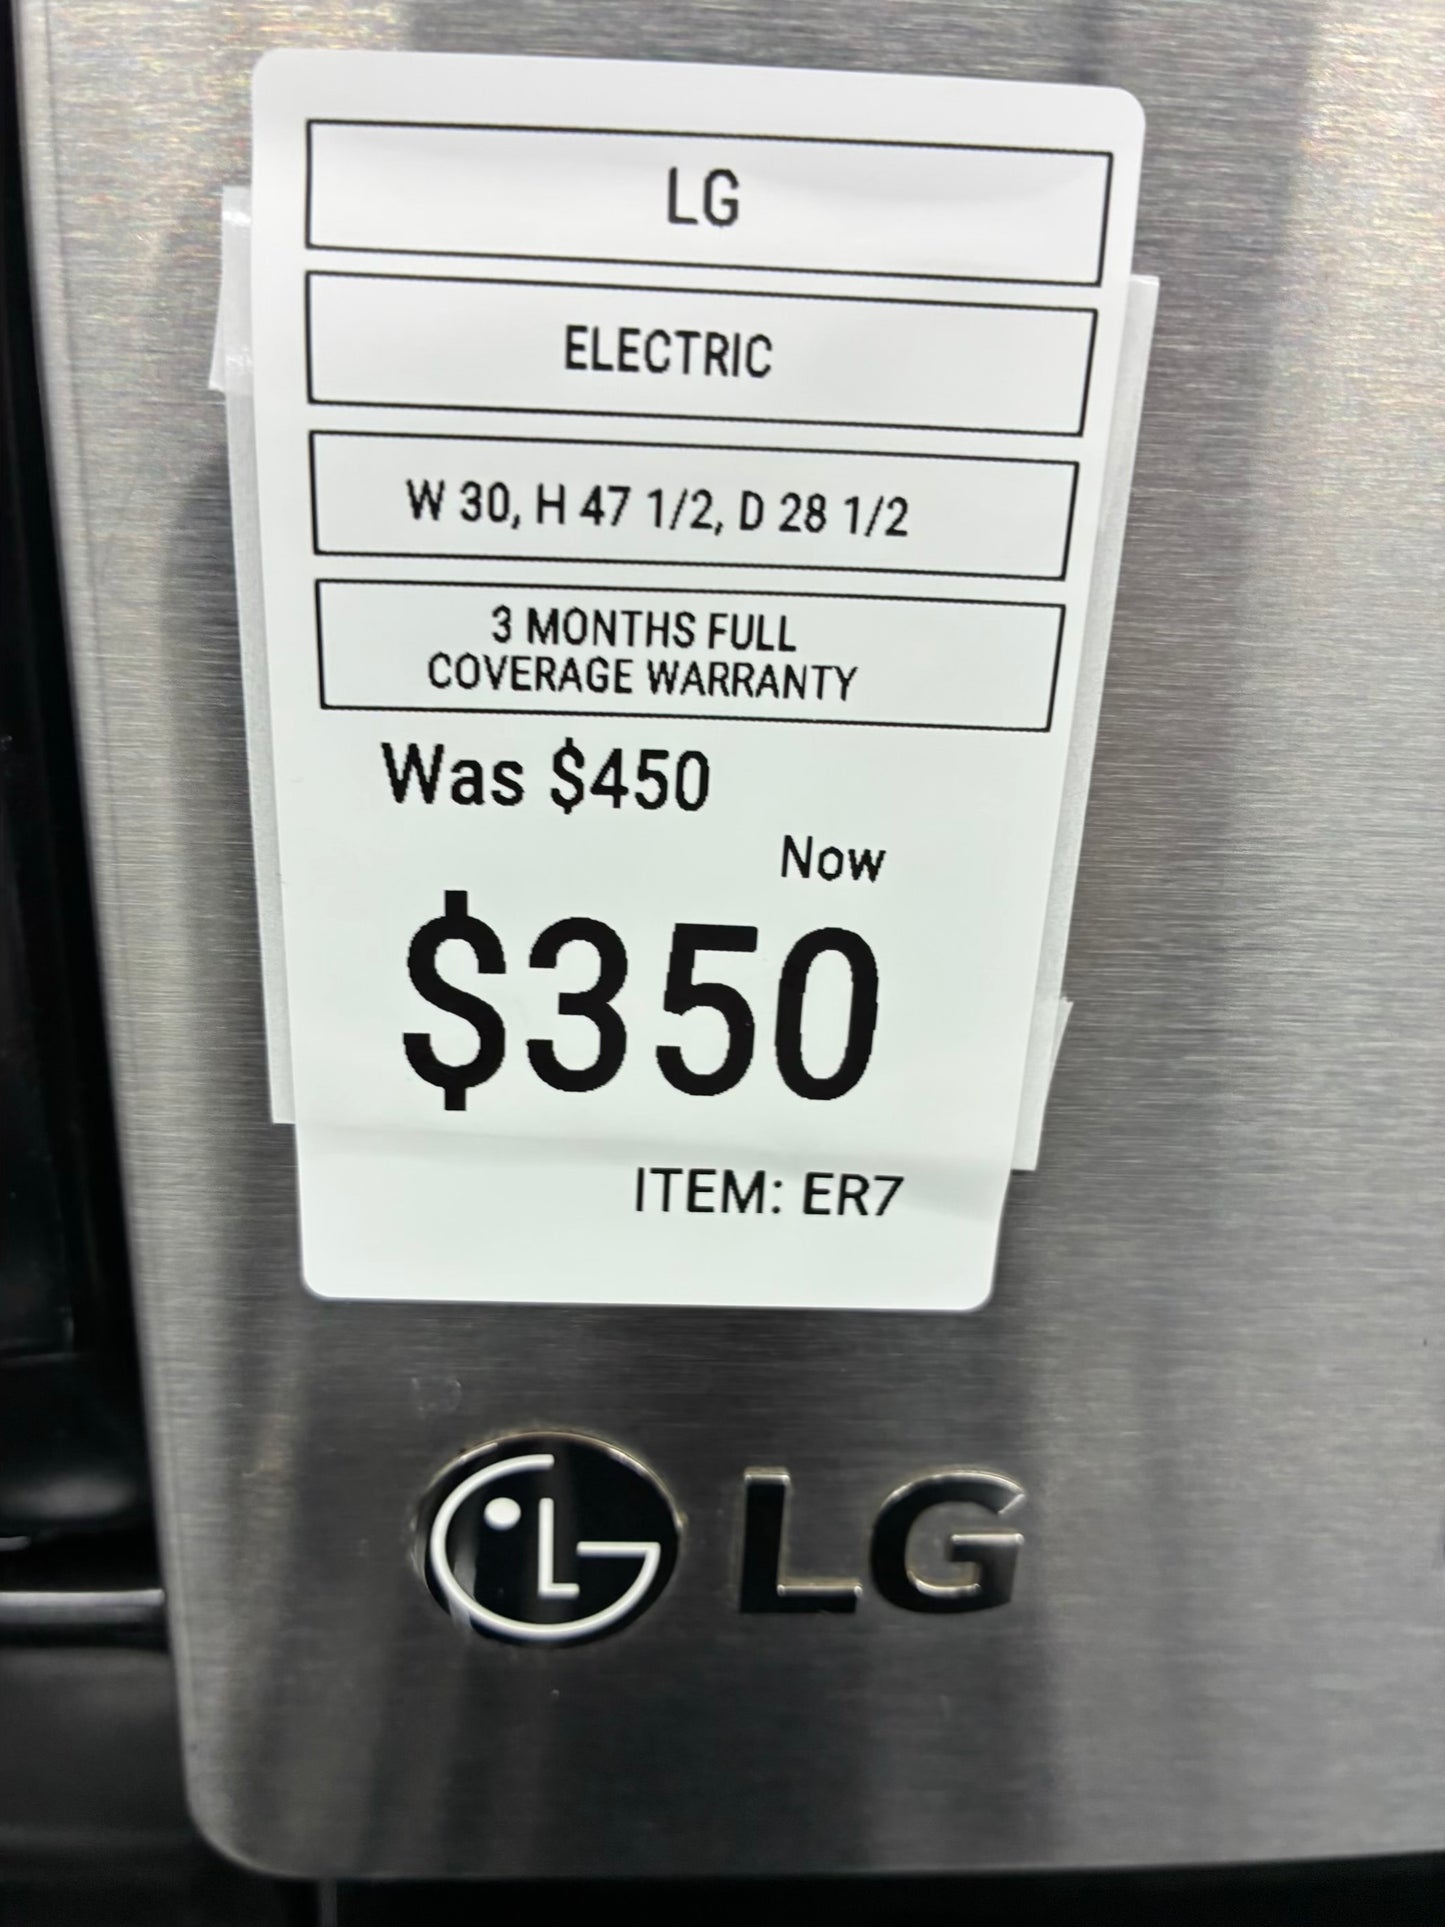 LG
ELECTRIC
W 30, H 47 1/2, D 28 1/2
3 MONTHS FULL
COVERAGE WARRANTY
Was $450
Now
$350
ITEM: ER7
LG LG